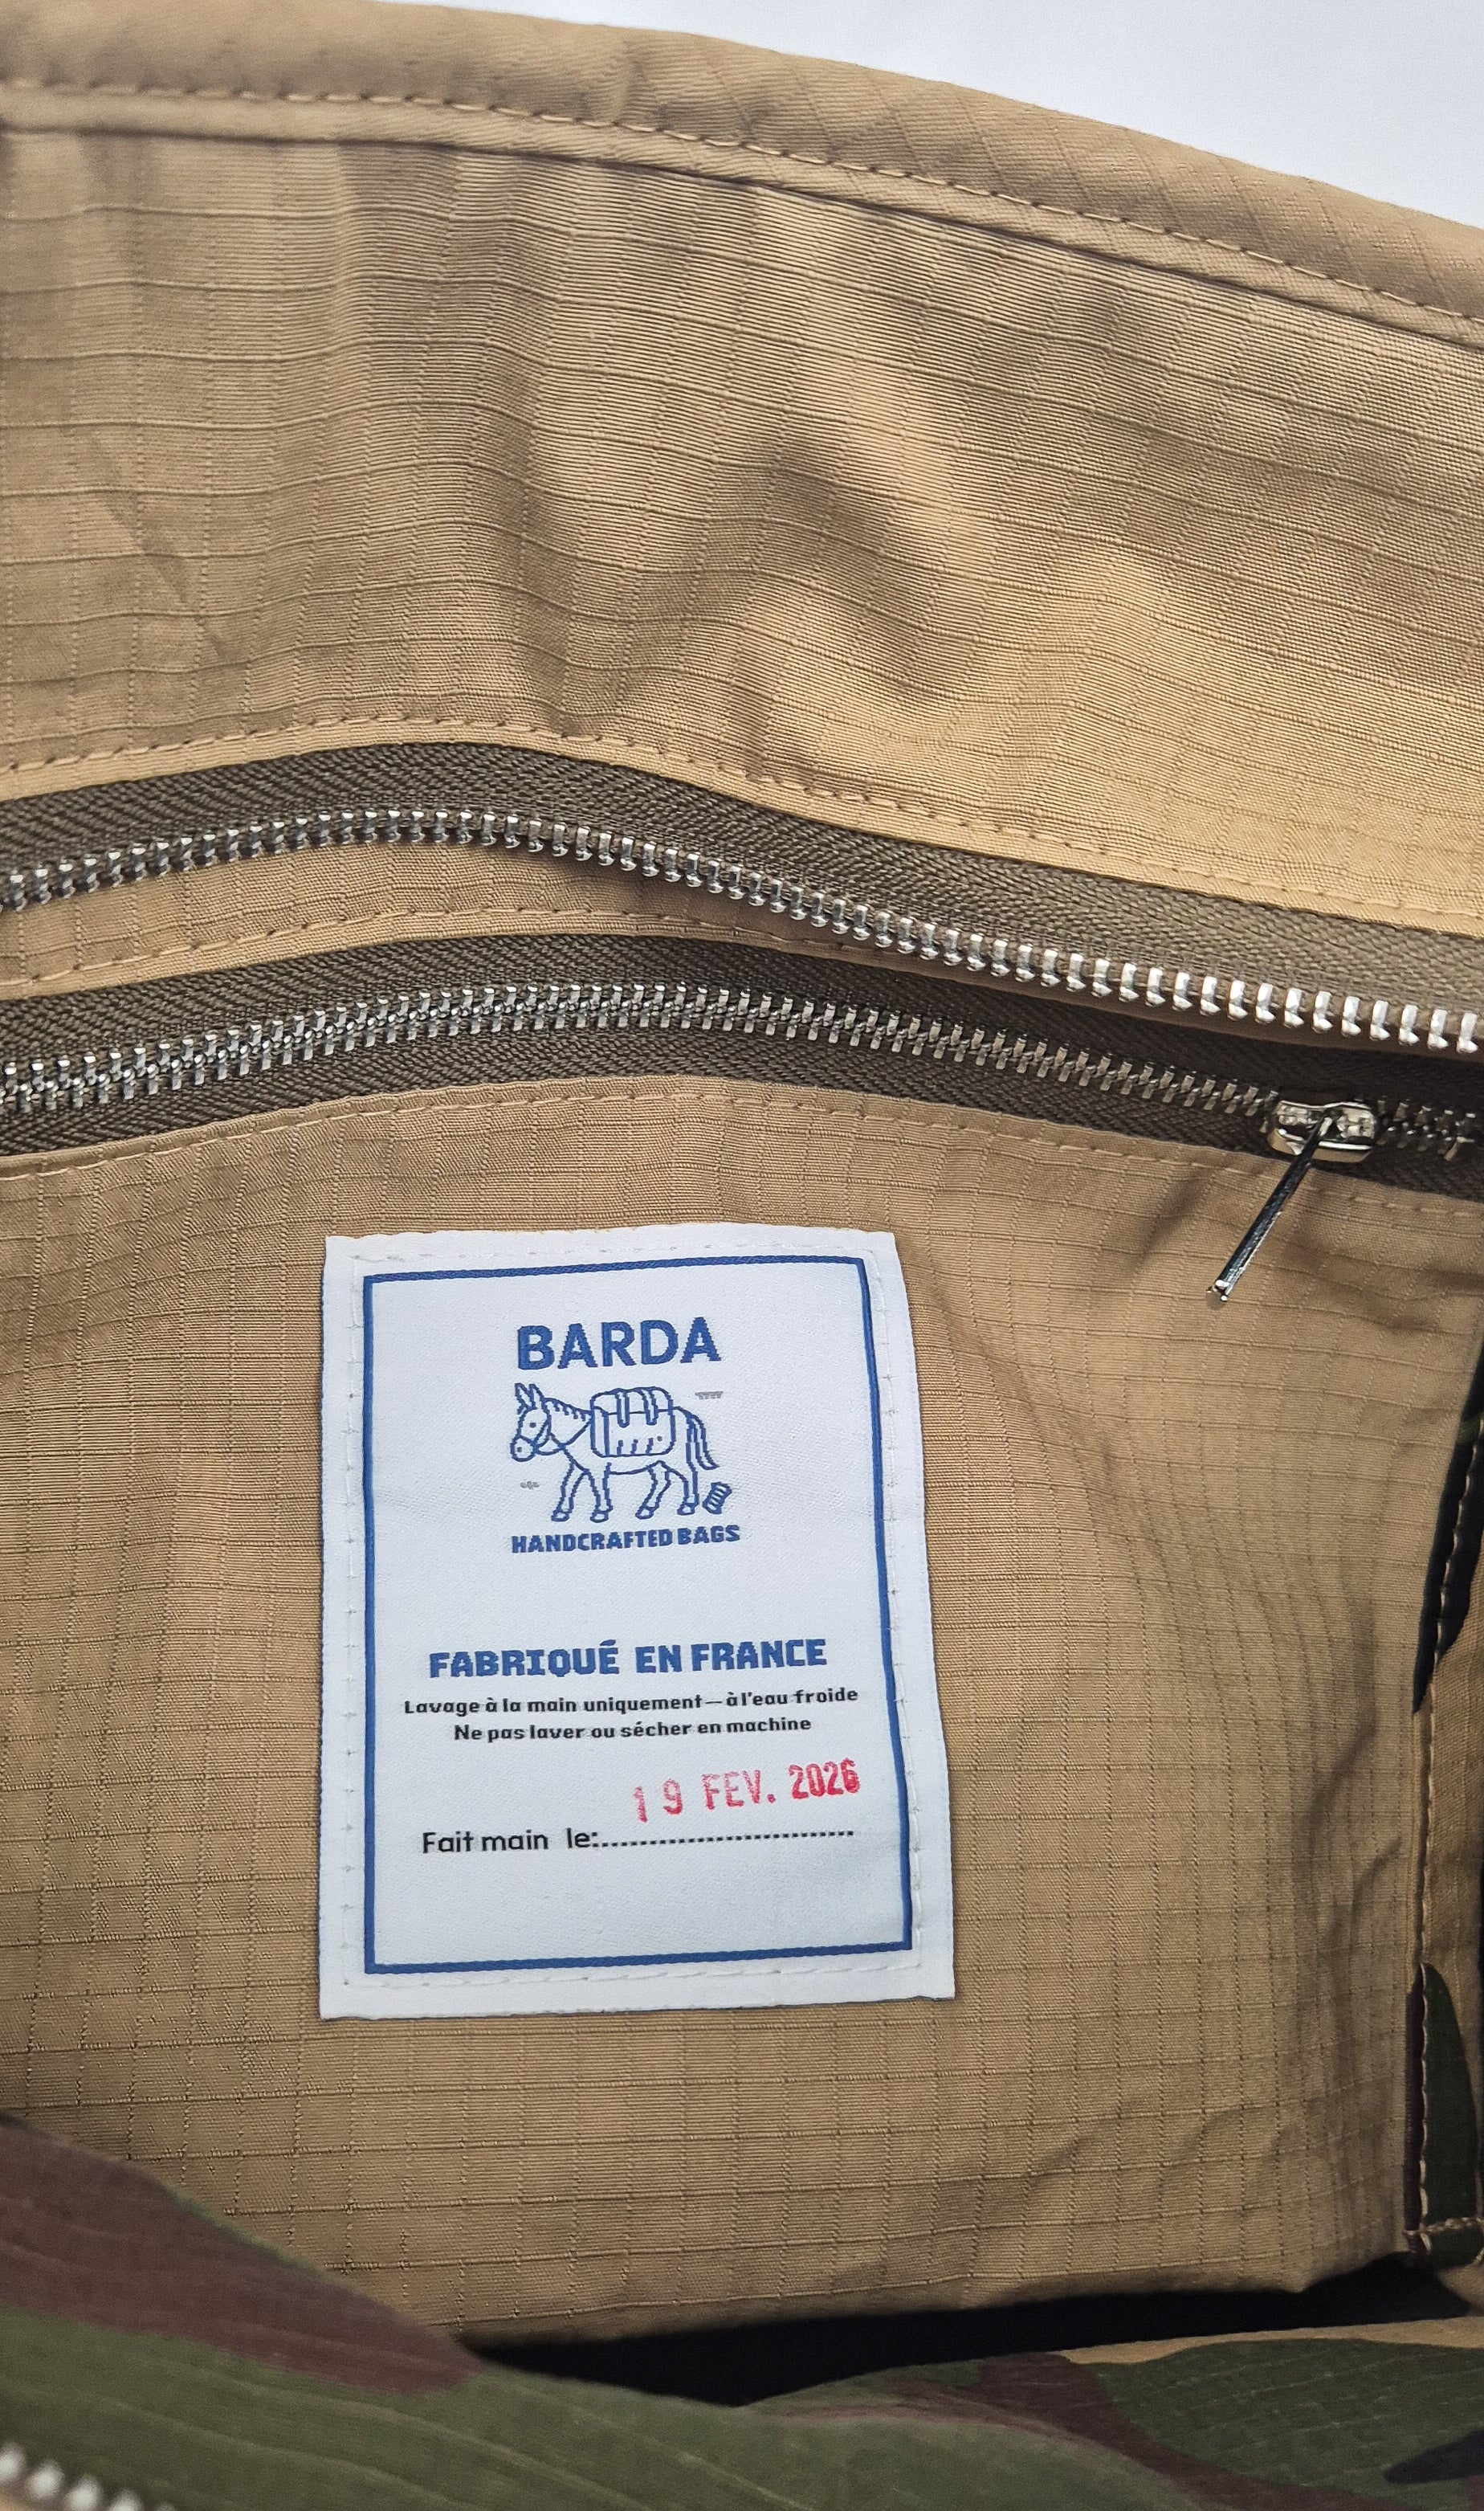 BARDA
HANDCRAFTED BAGS
FABRIQUÉ EN FRANCE
Lavage à la main uniquement — à l'eau froide
Ne pas laver ou sécher en machine
19 FEV. 2026
Fait main le:..............................